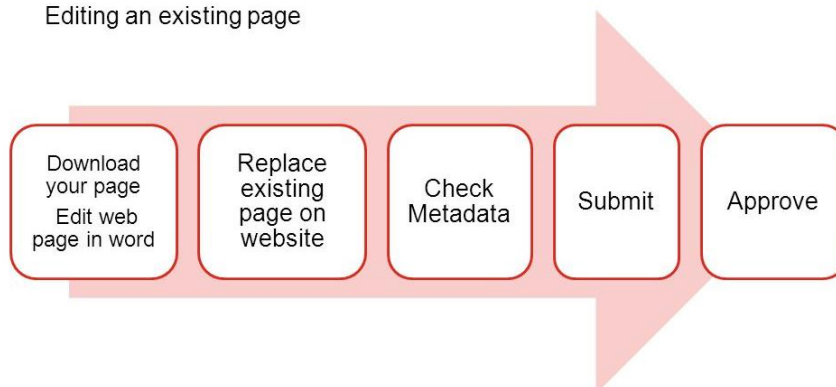 Editing an existing page
Download
your page
Edit web
page in word
Replace
existing
page on
website
Check
Metadata
Submit
Approve